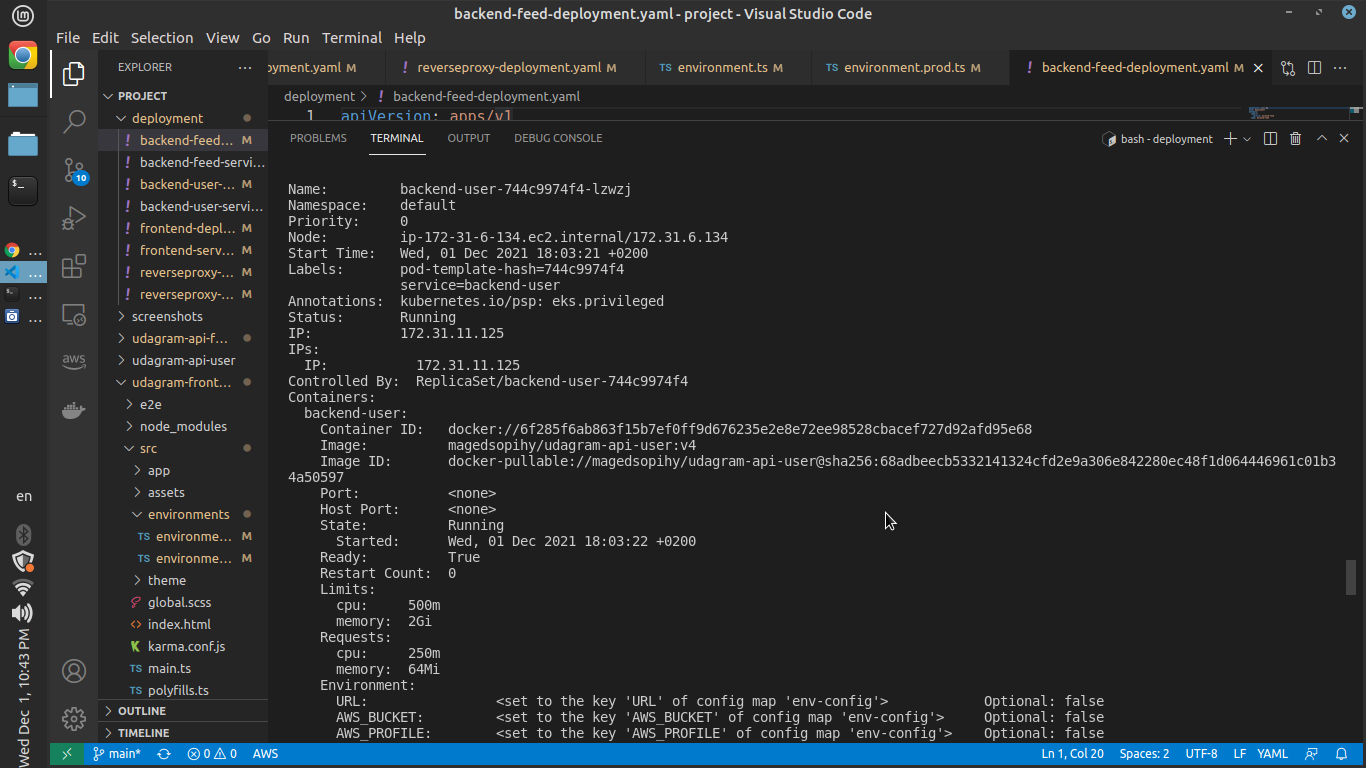 backend-feed-deployment.yaml - project - Visual Studio Code
File Edit Selection View Go Run Terminal Help
EXPLORER
oyment.yaml M
! reverseproxy-deployment.yaml M
TS environment.ts M
TS environment.prod.ts M
! backend-feed-deployment.yaml M
deployment > ! backend-feed-deployment.yaml
1 apiVersion: apps/v1
PROJECT
deployment
! backend-feed... M
! backend-feed-servi...
! backend-user-... M
! backend-user-servi...
! frontend-depl... M
! frontend-serv... M
! reverseproxy-... M
! reverseproxy-... M
screenshots
udagram-api-f...
udagram-api-user
udagram-front...
e2e
node_modules
src
app
assets
environments
TS environme... M
TS environme... M
theme
global.scss
index.html
karma.conf.js
TS main.ts
TS polyfills.ts
OUTLINE
TIMELINE
10
aws
PROBLEMS TERMINAL OUTPUT DEBUG CONSOLE
bash - deployment
Name: backend-user-744c9974f4-lzwzj
Namespace: default
Priority: 0
Node: ip-172-31-6-134.ec2.internal/172.31.6.134
Start Time: Wed, 01 Dec 2021 18:03:21 +0200
Labels: pod-template-hash=744c9974f4
service=backend-user
Annotations: kubernetes.io/psp: eks.privileged
Status: Running
IP: 172.31.11.125
IPs:
IP: 172.31.11.125
Controlled By: ReplicaSet/backend-user-744c9974f4
Containers:
backend-user:
Container ID: docker://6f285f6ab863f15b7ef0ff9d676235e2e8e72ee98528cbacef727d92afd95e68
Image: magedsopihy/udagram-api-user:v4
Image ID: docker-pullable://magedsopihy/udagram-api-user@sha256:68adbeecb5332141324cfd2e9a306e842280ec48f1d064446961c01b3
4a50597
Port: <none>
Host Port: <none>
State: Running
Started: Wed, 01 Dec 2021 18:03:22 +0200
Ready: True
Restart Count: 0
Limits:
cpu: 500m
memory: 2Gi
Requests:
cpu: 250m
memory: 64Mi
Environment:
URL: <set to the key 'URL' of config map 'env-config'> Optional: false
AWS_BUCKET: <set to the key 'AWS_BUCKET' of config map 'env-config'> Optional: false
AWS_PROFILE: <set to the key 'AWS_PROFILE' of config map 'env-config'> Optional: false
main* 0 0 AWS
Ln 1, Col 20 Spaces: 2 UTF-8 LF YAML
en
Wed Dec 1, 10:43 PM